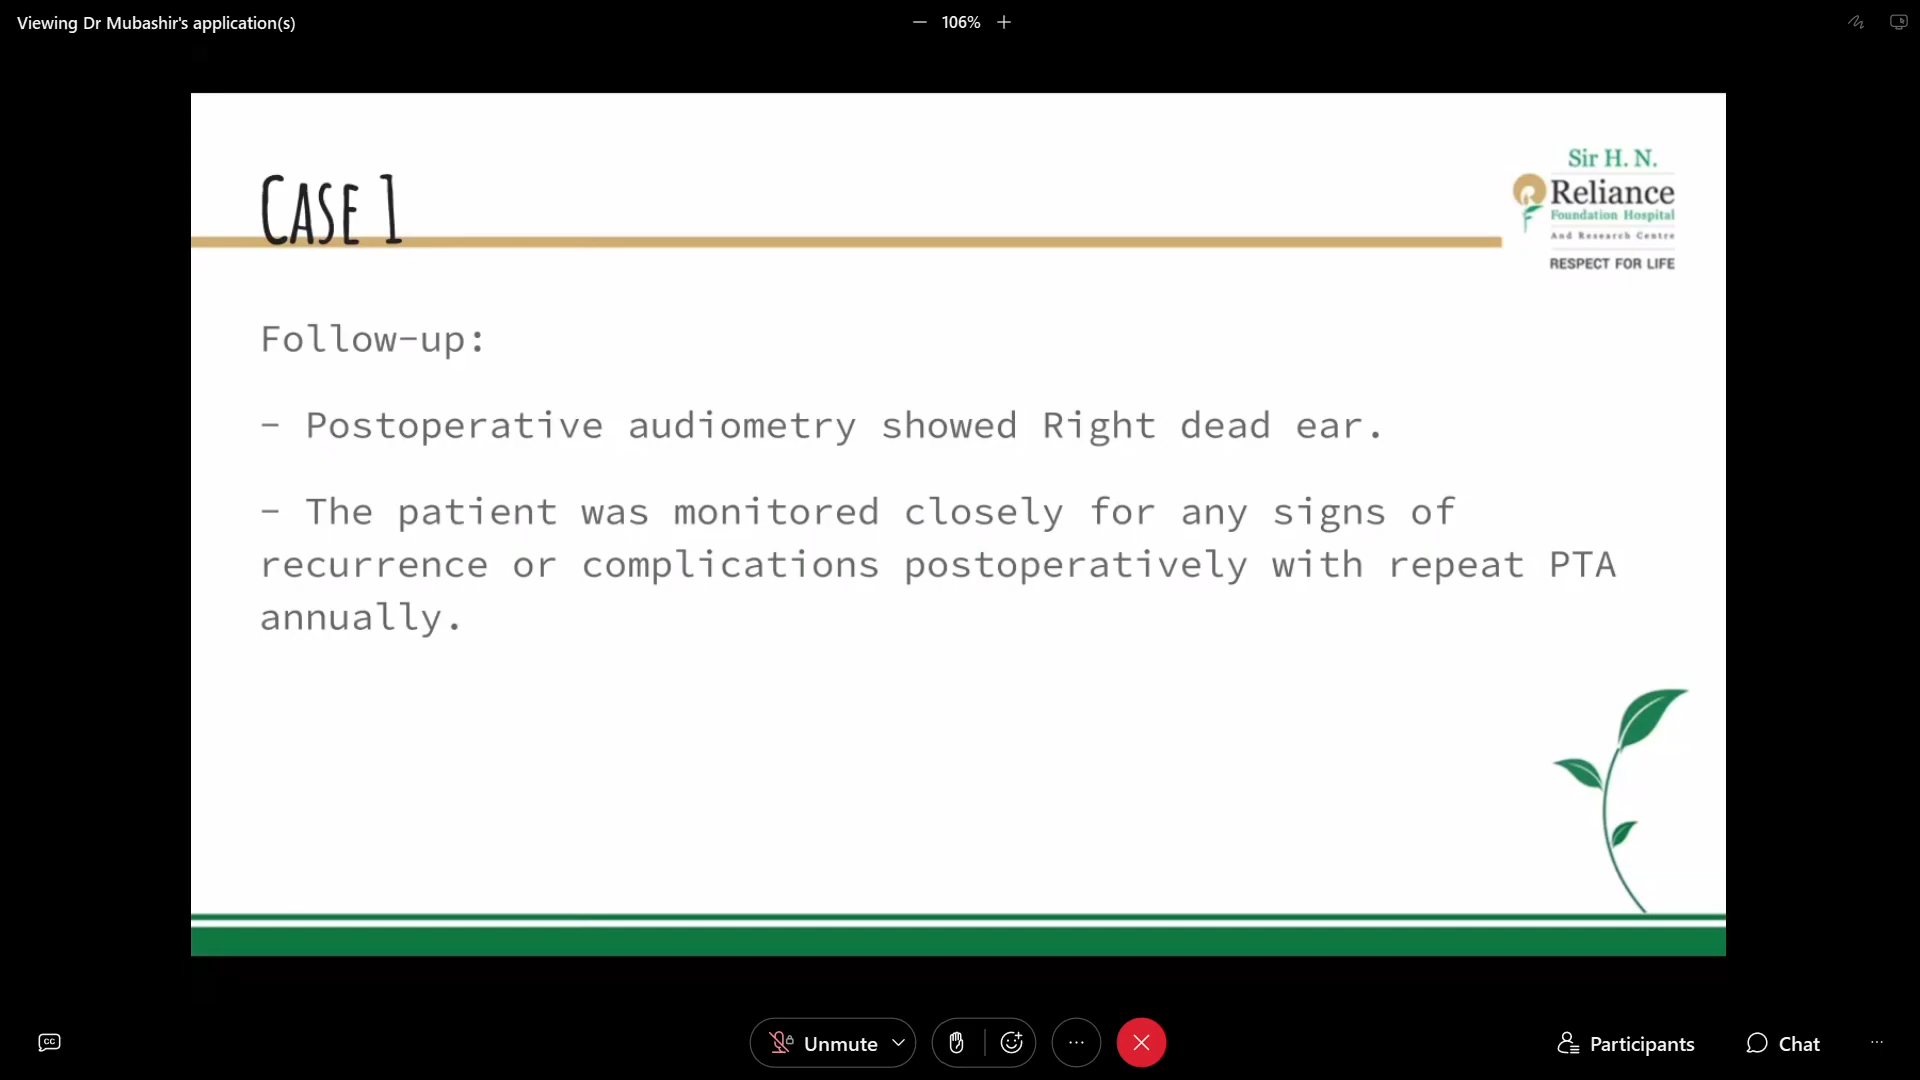 Viewing Dr Mubashir's application(s)
106%
Sir H. N.
Reliance
Foundation Hospital
And Research Centre
RESPECT FOR LIFE
Case 1
Follow-up:
- Postoperative audiometry showed Right dead ear.
- The patient was monitored closely for any signs of
recurrence or complications postoperatively with repeat PTA
annually.
CC
Unmute
Participants
Chat